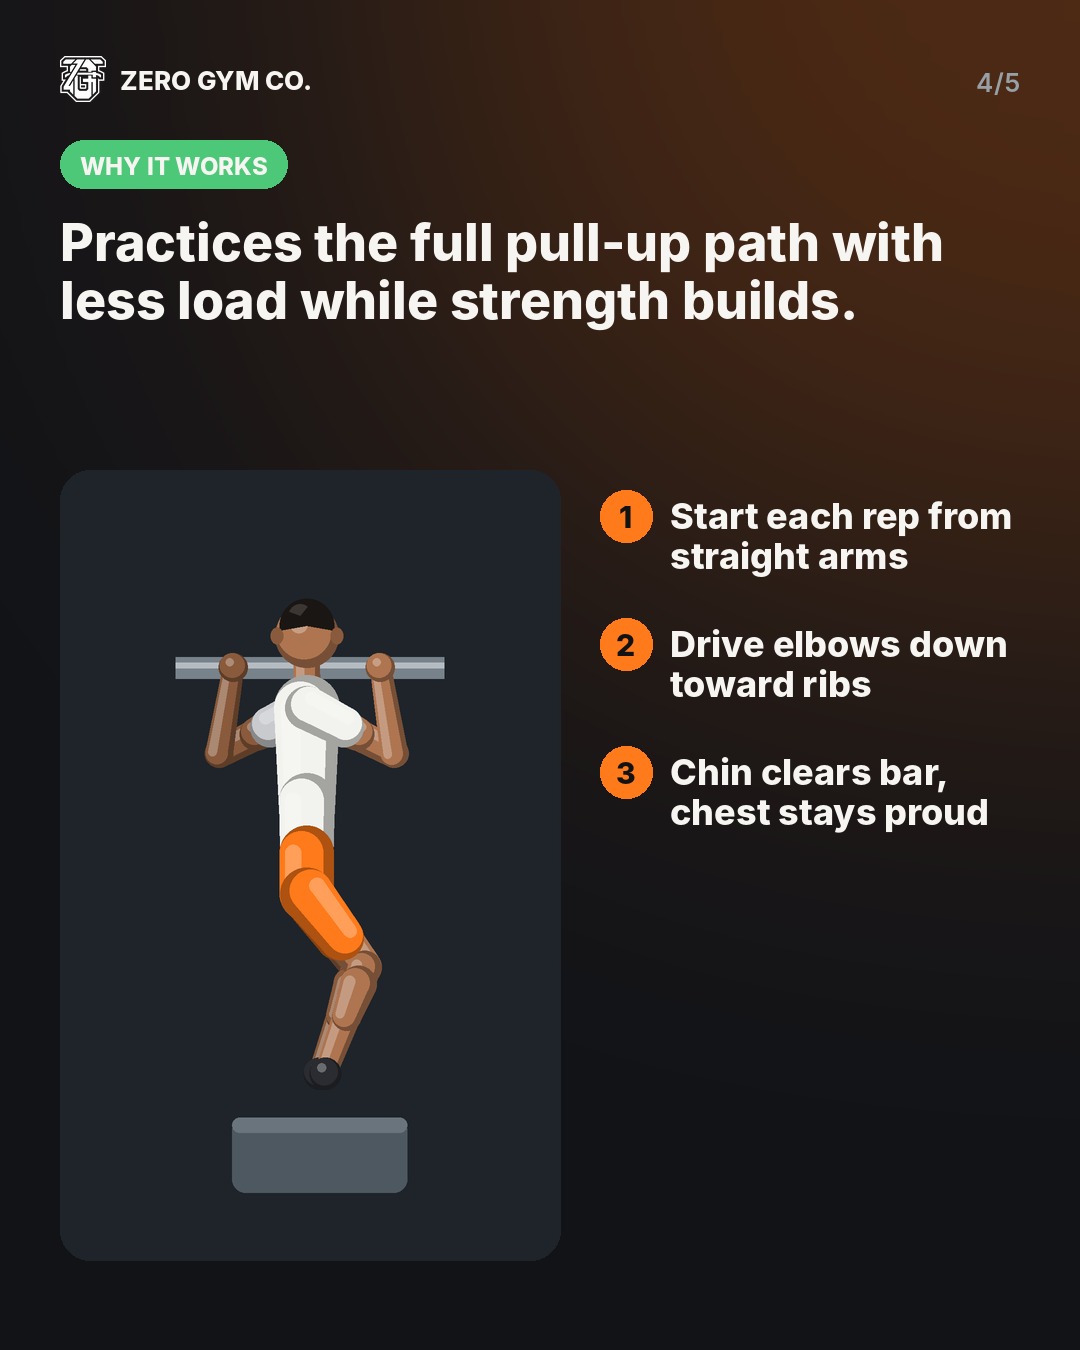 ZERO GYM CO.
4/5
WHY IT WORKS
Practices the full pull-up path with
less load while strength builds.
1 Start each rep from
straight arms
2 Drive elbows down
toward ribs
3 Chin clears bar,
chest stays proud